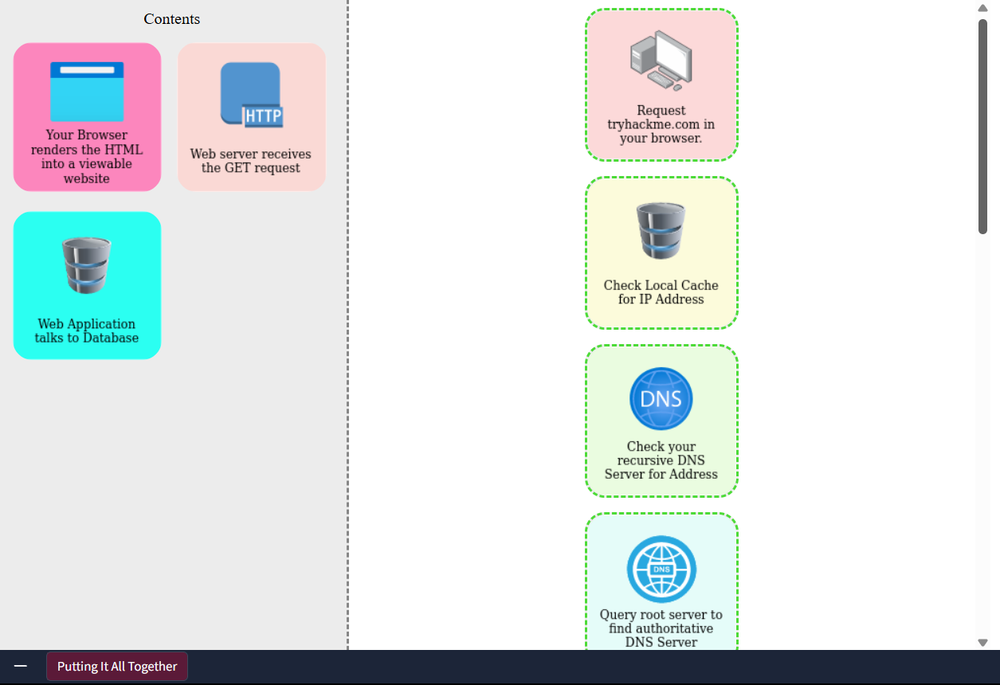 Contents
Your Browser
renders the HTML
into a viewable
website
HTTP
Web server receives
the GET request
Web Application
talks to Database
Request
tryhackme.com in
your browser.
Check Local Cache
for IP Address
DNS
Check your
recursive DNS
Server for Address
DNS
Query root server to
find authoritative
DNS Server
Putting It All Together